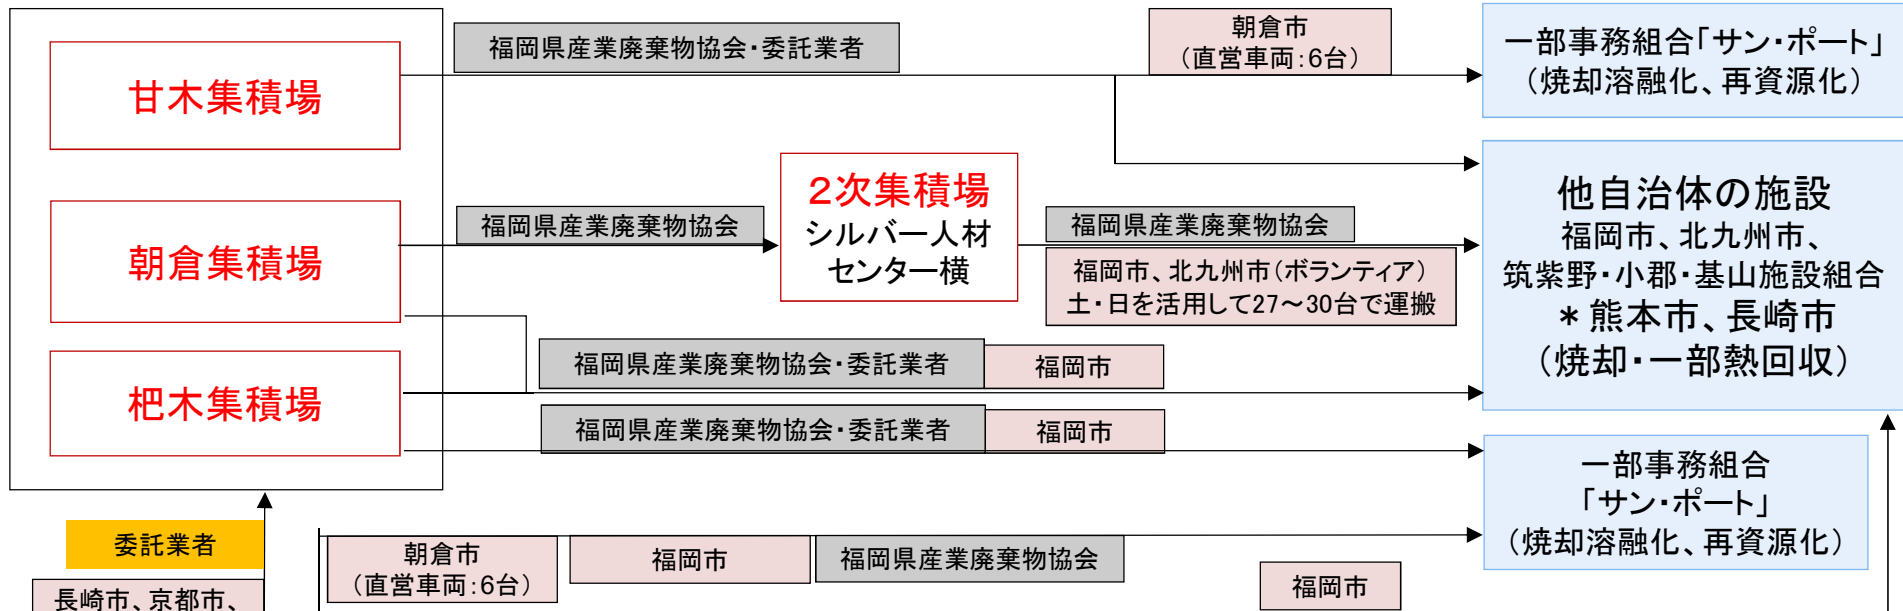 甘木集積場
福岡県産業廃棄物協会・委託業者
朝倉市
（直営車両：6台）
一部事務組合「サン・ポート」
（焼却溶融化、再資源化）
朝倉集積場
福岡県産業廃棄物協会
２次集積場
シルバー人材
センター横
福岡県産業廃棄物協会
福岡市、北九州市（ボランティア）
土・日を活用して27～30台で運搬
他自治体の施設
福岡市、北九州市、
筑紫野・小郡・基山施設組合
＊熊本市、長崎市
（焼却・一部熱回収）
杷木集積場
福岡県産業廃棄物協会・委託業者
福岡市
福岡県産業廃棄物協会・委託業者
福岡市
一部事務組合
「サン・ポート」
（焼却溶融化、再資源化）
委託業者
長崎市、京都市、
朝倉市
（直営車両：6台）
福岡市
福岡県産業廃棄物協会
福岡市